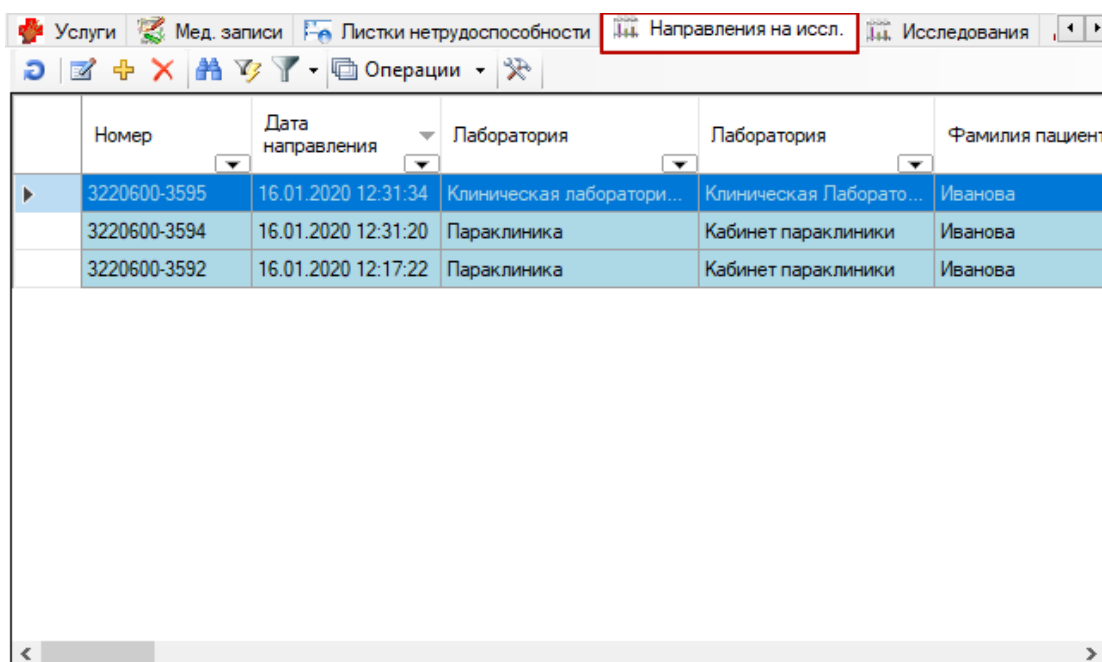 Услуги Мед. записи Листки нетрудоспособности Направления на иссл. Исследования
Операции
Номер Дата направления Лаборатория Лаборатория Фамилия пациент
3220600-3595 16.01.2020 12:31:34 Клиническая лаборатори... Клиническая Лаборато... Иванова
3220600-3594 16.01.2020 12:31:20 Параклиника Кабинет параклиники Иванова
3220600-3592 16.01.2020 12:17:22 Параклиника Кабинет параклиники Иванова